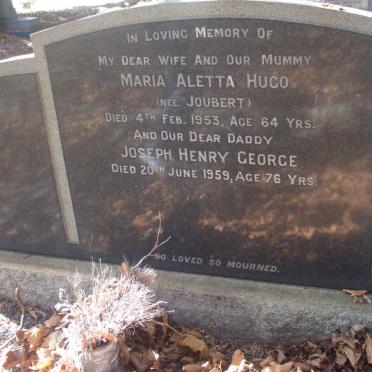 In Loving Memory Of
My Dear Wife And Our Mummy
Maria Aletta Hugo
(nee. Joubert)
Died 4th Feb. 1953, Age 64 Yrs.
And Our Dear Daddy
Joseph Henry George
Died 20th June 1959, Age 76 Yrs.
So Loved So Mourned.